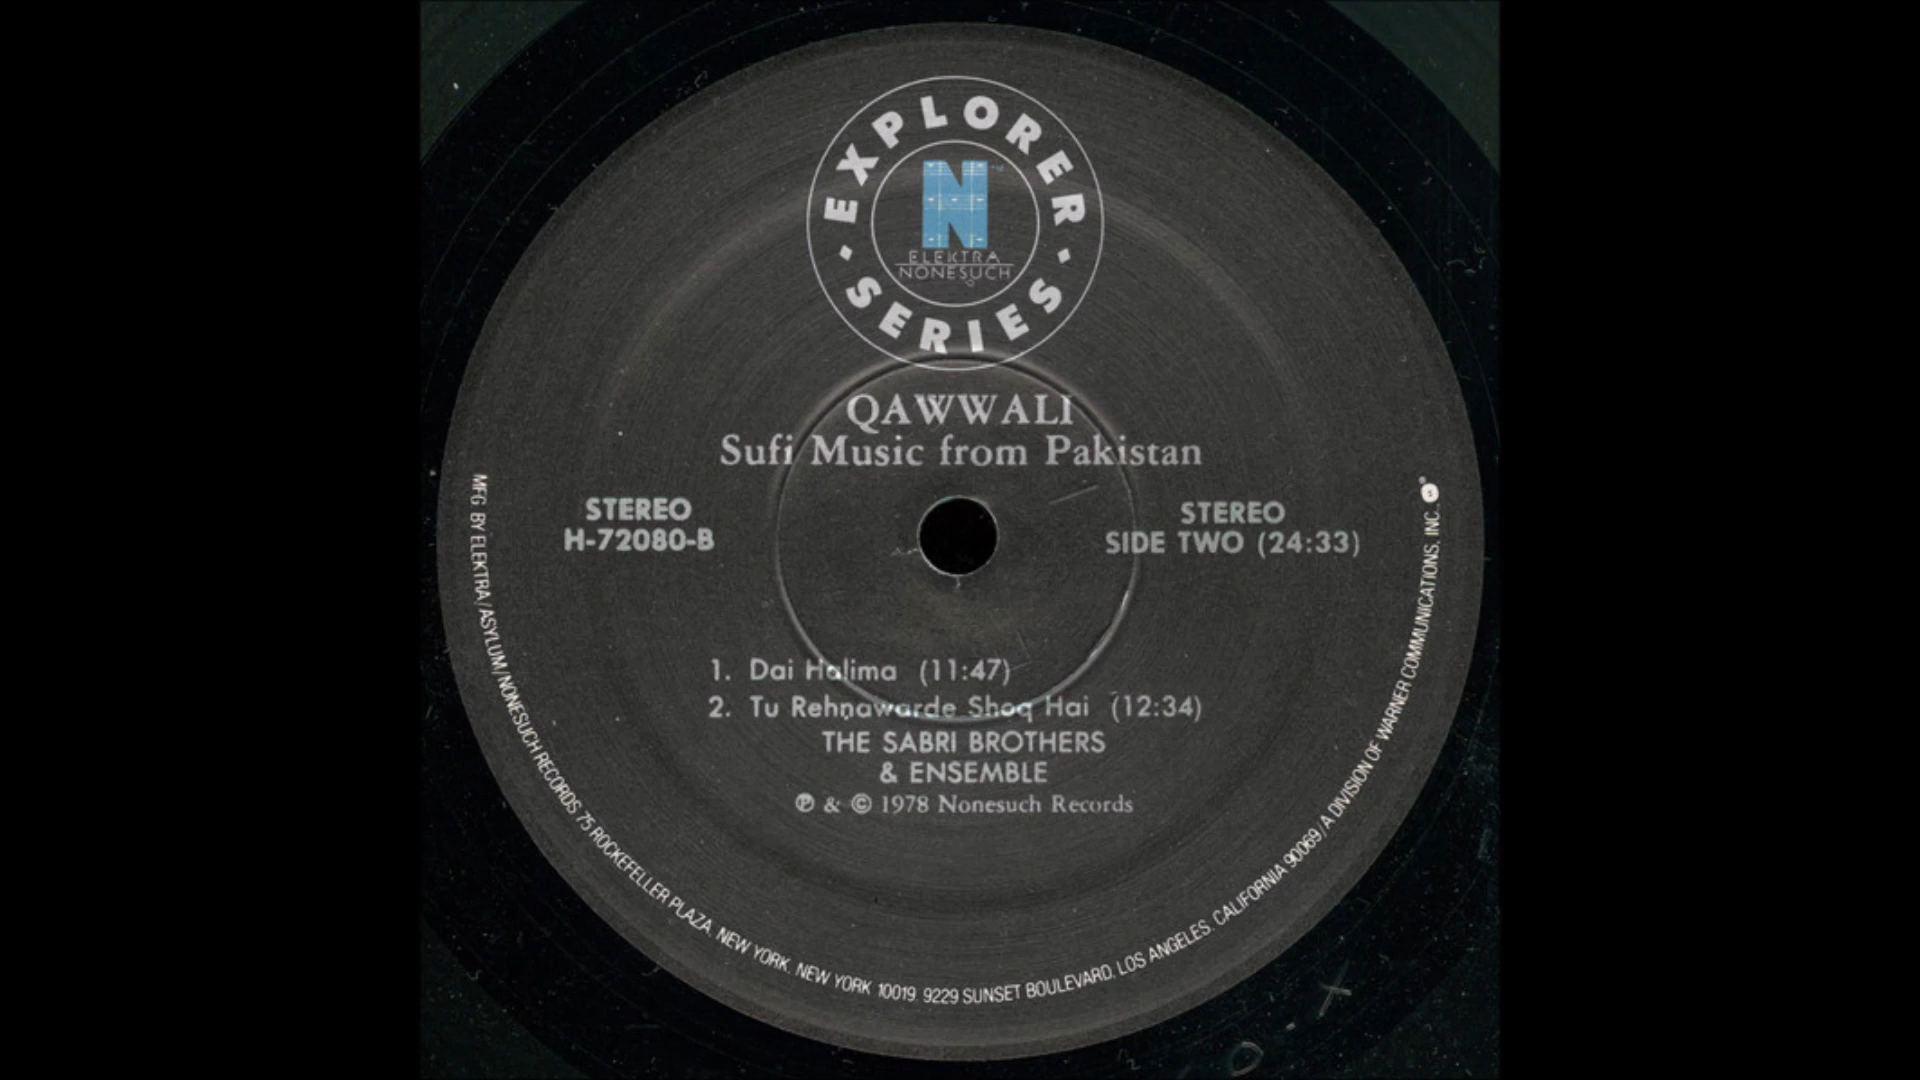 EXPLORER
N
ELEKTRA
NONESUCH
SERIES
QAWWALI
Sufi Music from Pakistan
STEREO
H-72080-B
STEREO
SIDE TWO (24:33)
1. Dai Halima (11:47)
2. Tu Rehnawarde Shoq Hai (12:34)
THE SABRI BROTHERS
& ENSEMBLE
℗ & © 1978 Nonesuch Records
MFG. BY ELEKTRA/ASYLUM/NONESUCH RECORDS 75 ROCKEFELLER PLAZA, NEW YORK, NEW YORK 10019 9229 SUNSET BOULEVARD, LOS ANGELES, CALIFORNIA 90069/A DIVISION OF WARNER COMMUNICATIONS, INC.